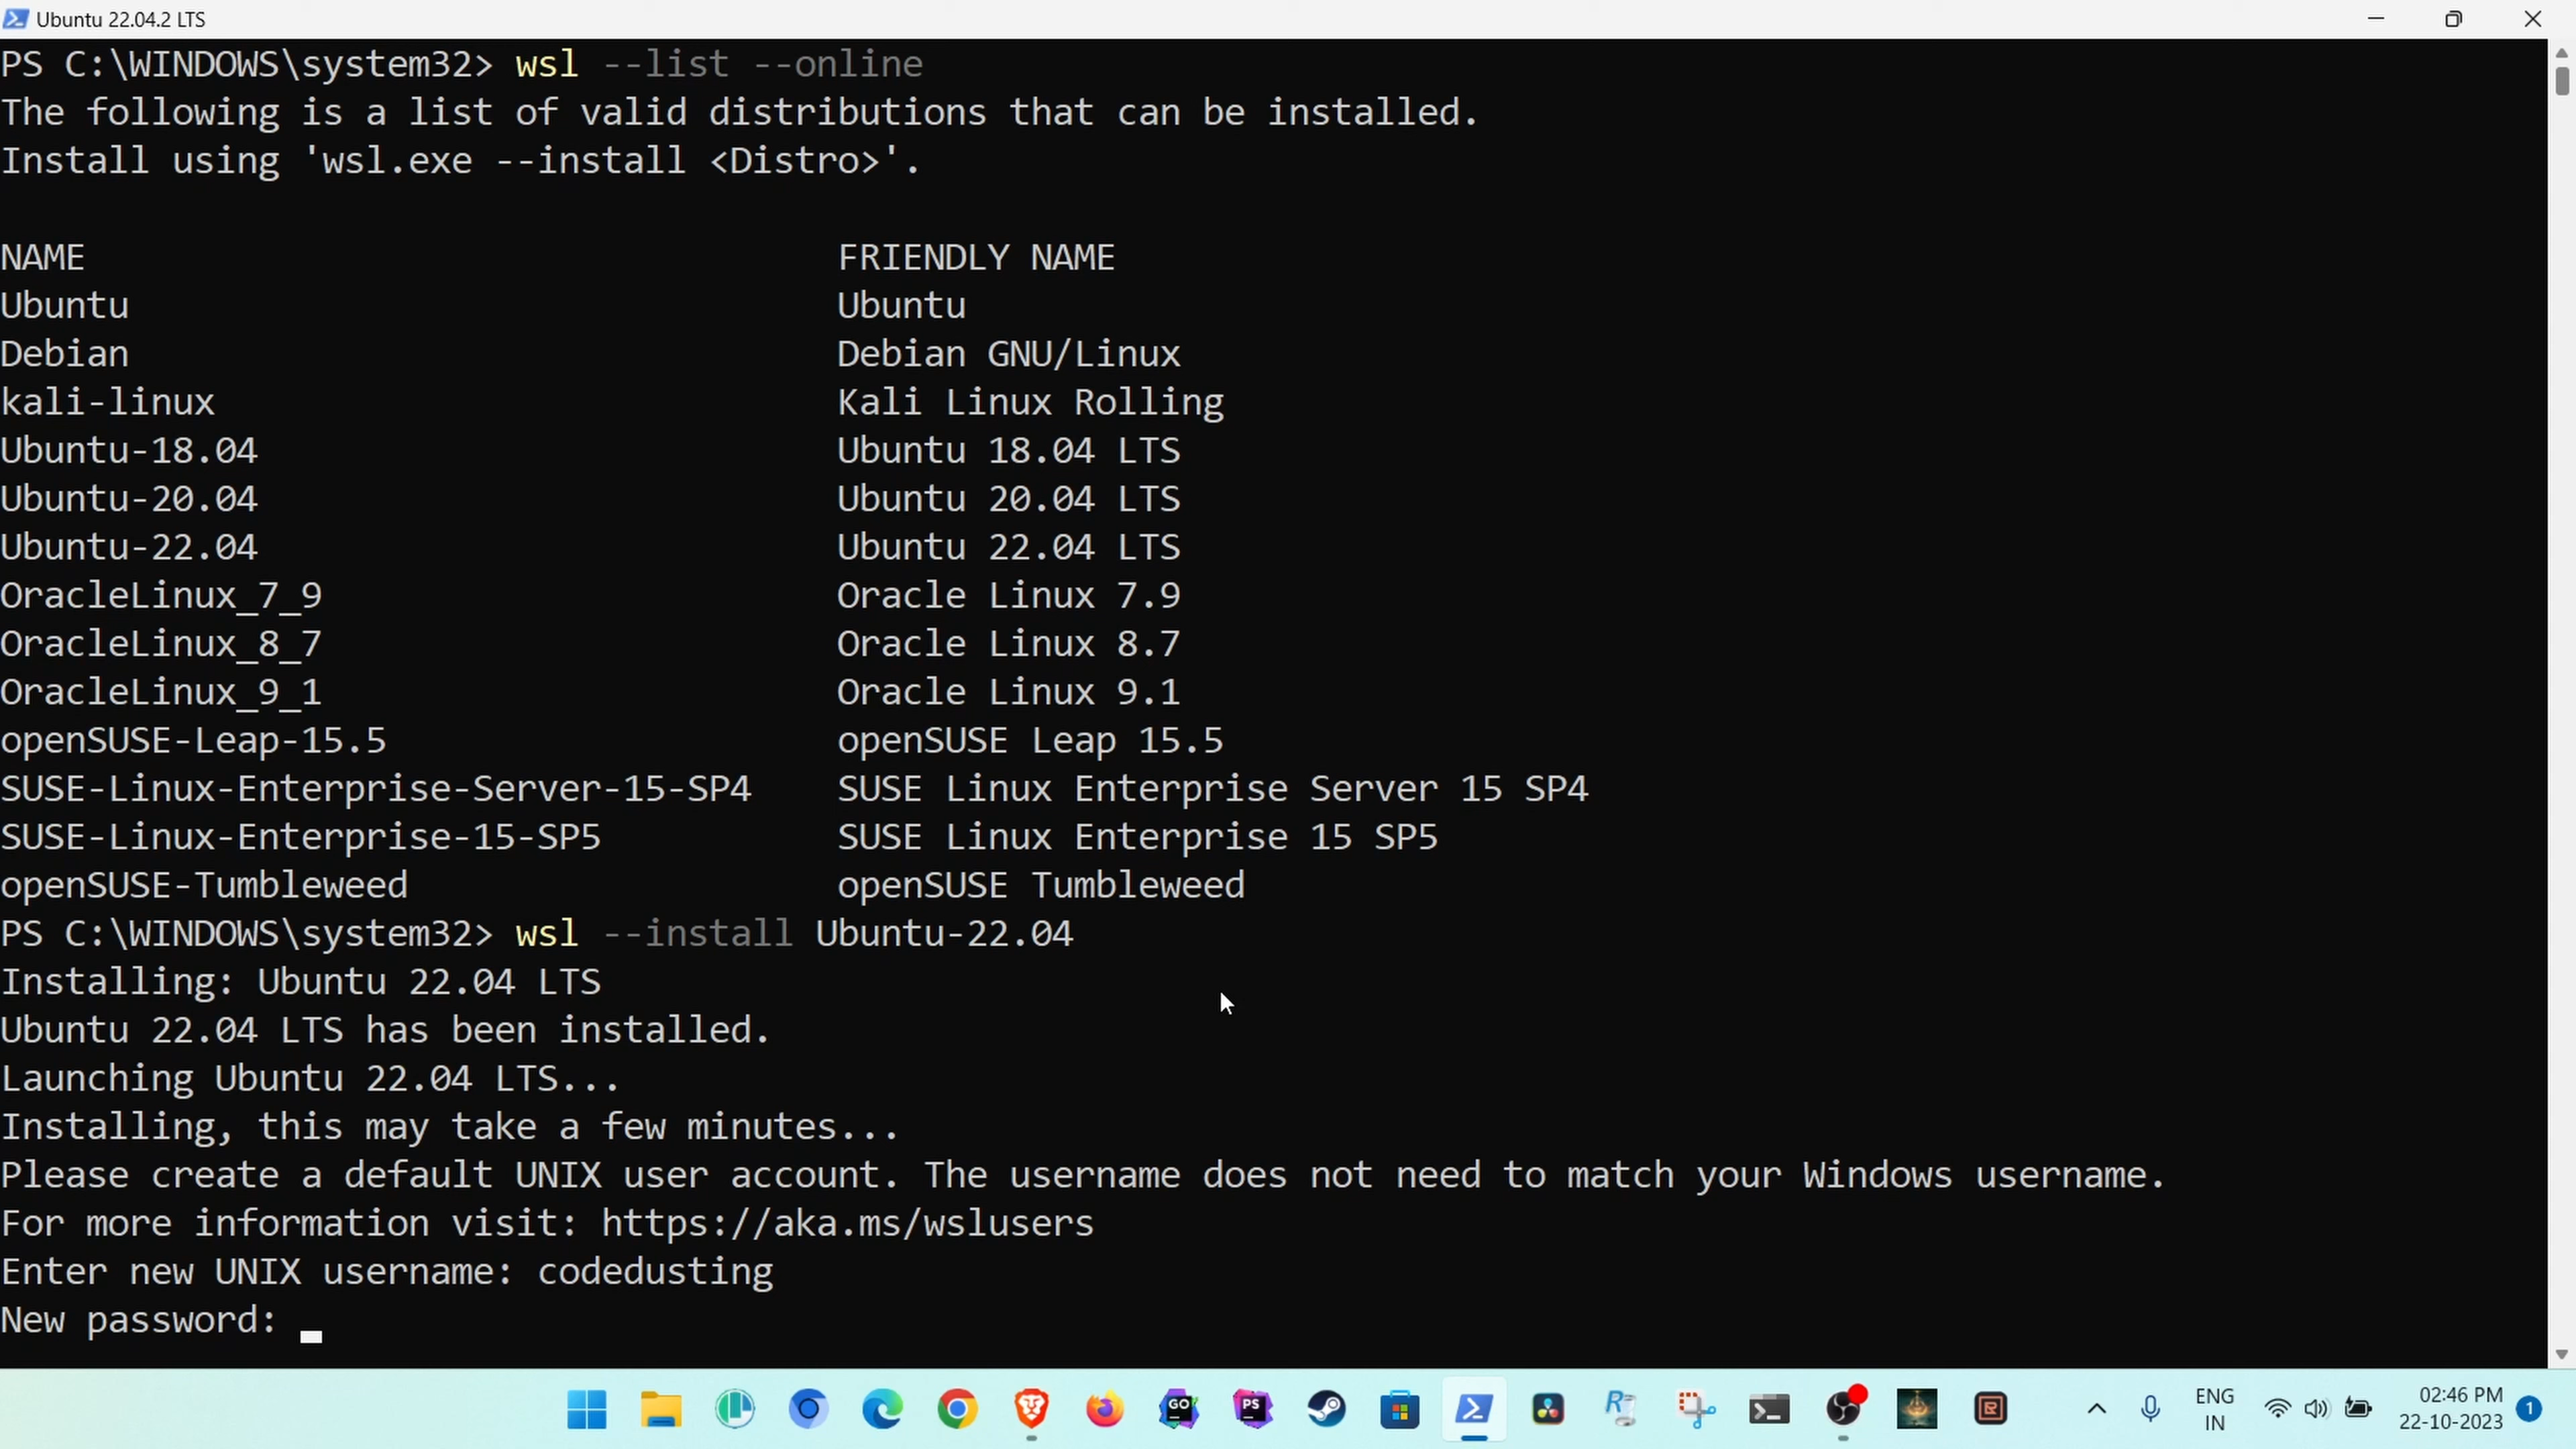 Ubuntu 22.04.2 LTS
PS C:\WINDOWS\system32> wsl --list --online
The following is a list of valid distributions that can be installed.
Install using 'wsl.exe --install <Distro>'.
NAME FRIENDLY NAME
Ubuntu Ubuntu
Debian Debian GNU/Linux
kali-linux Kali Linux Rolling
Ubuntu-18.04 Ubuntu 18.04 LTS
Ubuntu-20.04 Ubuntu 20.04 LTS
Ubuntu-22.04 Ubuntu 22.04 LTS
OracleLinux_7_9 Oracle Linux 7.9
OracleLinux_8_7 Oracle Linux 8.7
OracleLinux_9_1 Oracle Linux 9.1
openSUSE-Leap-15.5 openSUSE Leap 15.5
SUSE-Linux-Enterprise-Server-15-SP4 SUSE Linux Enterprise Server 15 SP4
SUSE-Linux-Enterprise-15-SP5 SUSE Linux Enterprise 15 SP5
openSUSE-Tumbleweed openSUSE Tumbleweed
PS C:\WINDOWS\system32> wsl --install Ubuntu-22.04
Installing: Ubuntu 22.04 LTS
Ubuntu 22.04 LTS has been installed.
Launching Ubuntu 22.04 LTS...
Installing, this may take a few minutes...
Please create a default UNIX user account. The username does not need to match your Windows username.
For more information visit: https://aka.ms/wslusers
Enter new UNIX username: codedusting
New password:
GO
PS
R
ENG
IN
02:46 PM
22-10-2023
1